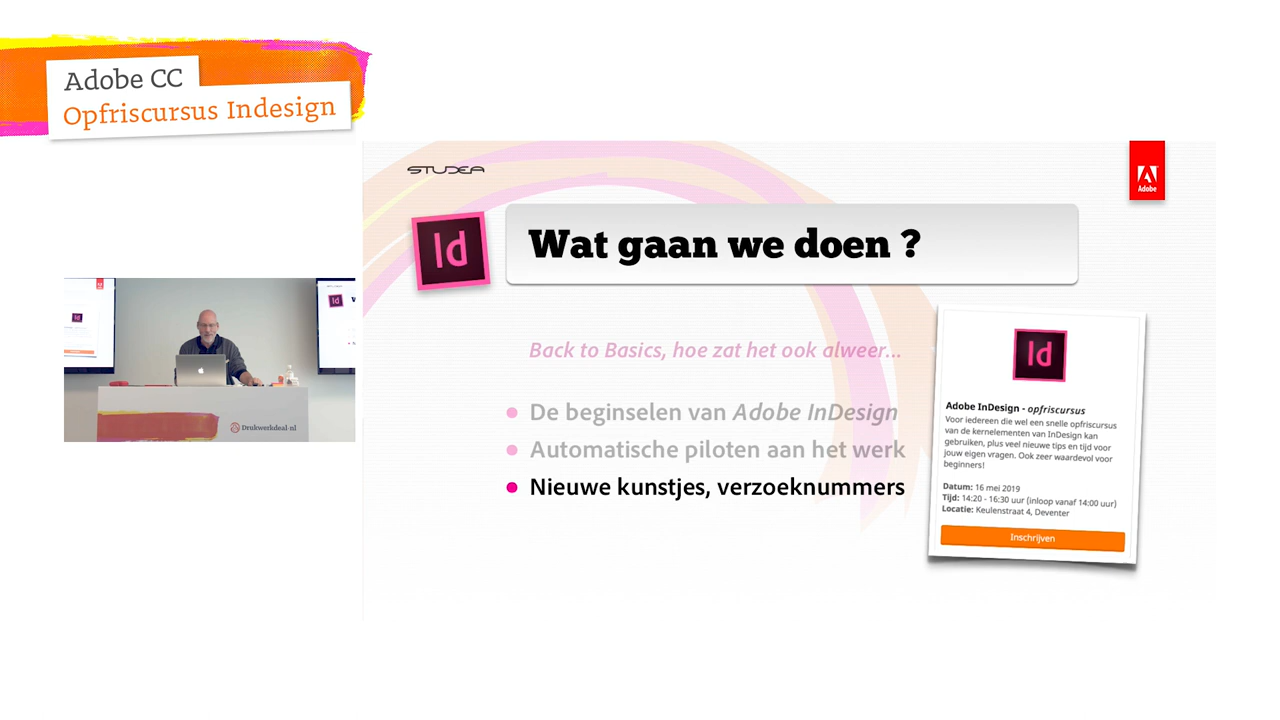 Adobe CC
Opfriscursus Indesign
STUDEA
Adobe
Id
Wat gaan we doen ?
Back to Basics, hoe zat het ook alweer...
• De beginselen van Adobe InDesign
• Automatische piloten aan het werk
• Nieuwe kunstjes, verzoeknummers
Id
Adobe InDesign - opfriscursus
Voor iedereen die wel een snelle opfriscursus
van de kernelementen van InDesign kan
gebruiken, plus veel nieuwe tips en tijd voor
jouw eigen vragen. Ook zeer waardevol voor
beginners!
Datum: 16 mei 2019
Tijd: 14:20 - 16:30 uur (inloop vanaf 14:00 uur)
Locatie: Keulenstraat 4, Deventer
Inschrijven
Id
Drukwerkdeal.nl